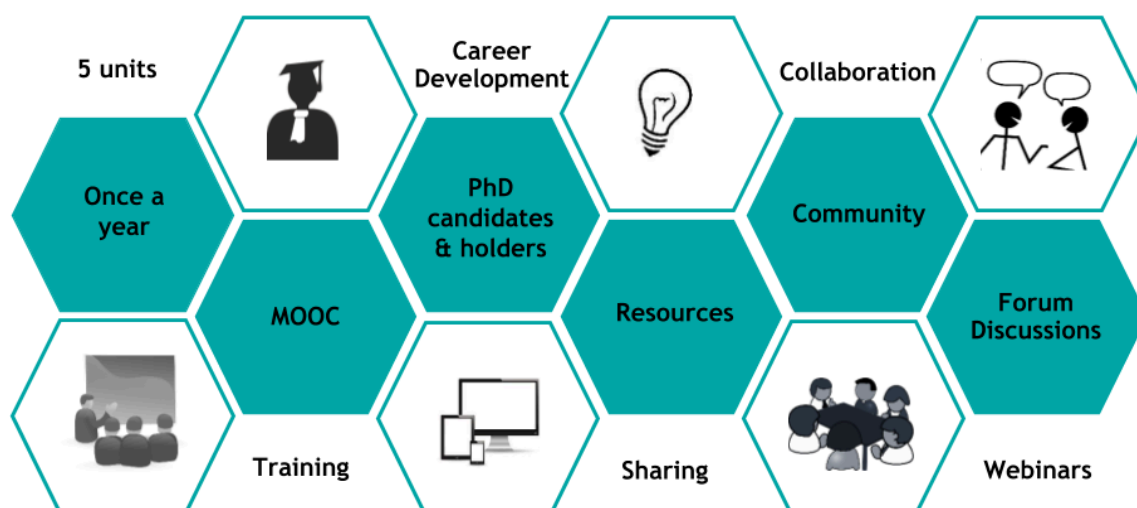 5 units
Career
Development
Collaboration
Once a
year
PhD
candidates
& holders
Community
MOOC
Resources
Forum
Discussions
Training
Sharing
Webinars